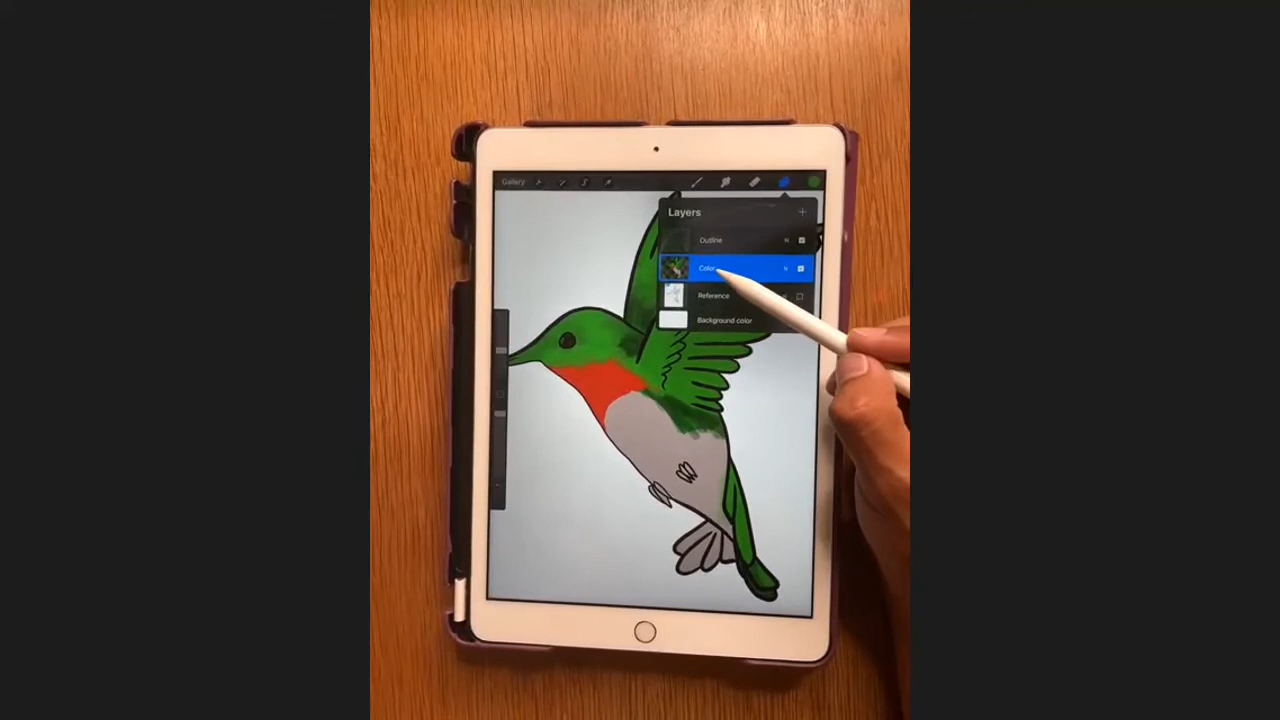 Gallery
Layers
Outline N
Color N
Reference
Background color